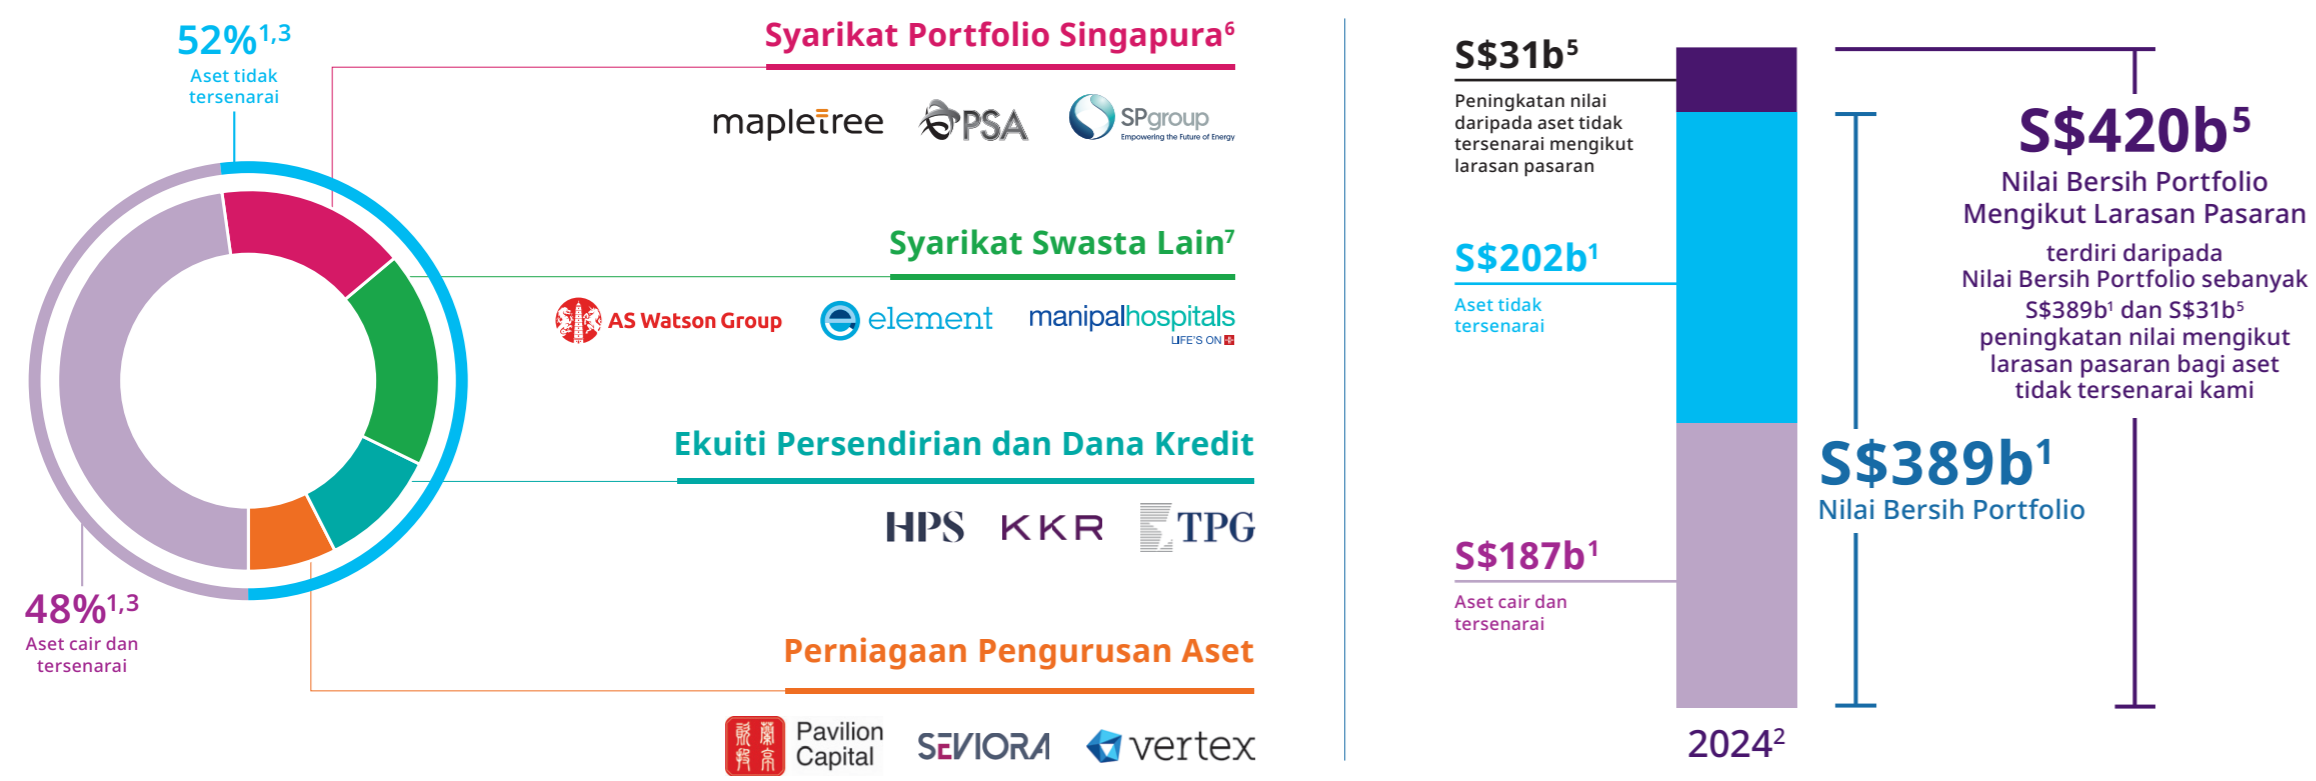 52%1,3
Aset tidak
tersenarai
48%1,3
Aset cair dan
tersenarai
Syarikat Portfolio Singapura6
mapletree
PSA
SPgroup
Empowering the Future of Energy
Syarikat Swasta Lain7
AS Watson Group
element
manipalhospitals
LIFE'S ON
Ekuiti Persendirian dan Dana Kredit
HPS
KKR
TPG
Perniagaan Pengurusan Aset
Pavilion
Capital
SEVIORA
vertex
S$31b5
Peningkatan nilai
daripada aset tidak
tersenarai mengikut
larasan pasaran
S$202b1
Aset tidak
tersenarai
S$187b1
Aset cair dan
tersenarai
20242
S$389b1
Nilai Bersih Portfolio
S$420b5
Nilai Bersih Portfolio
Mengikut Larasan Pasaran
terdiri daripada
Nilai Bersih Portfolio sebanyak
S$389b1 dan S$31b5
peningkatan nilai mengikut
larasan pasaran bagi aset
tidak tersenarai kami